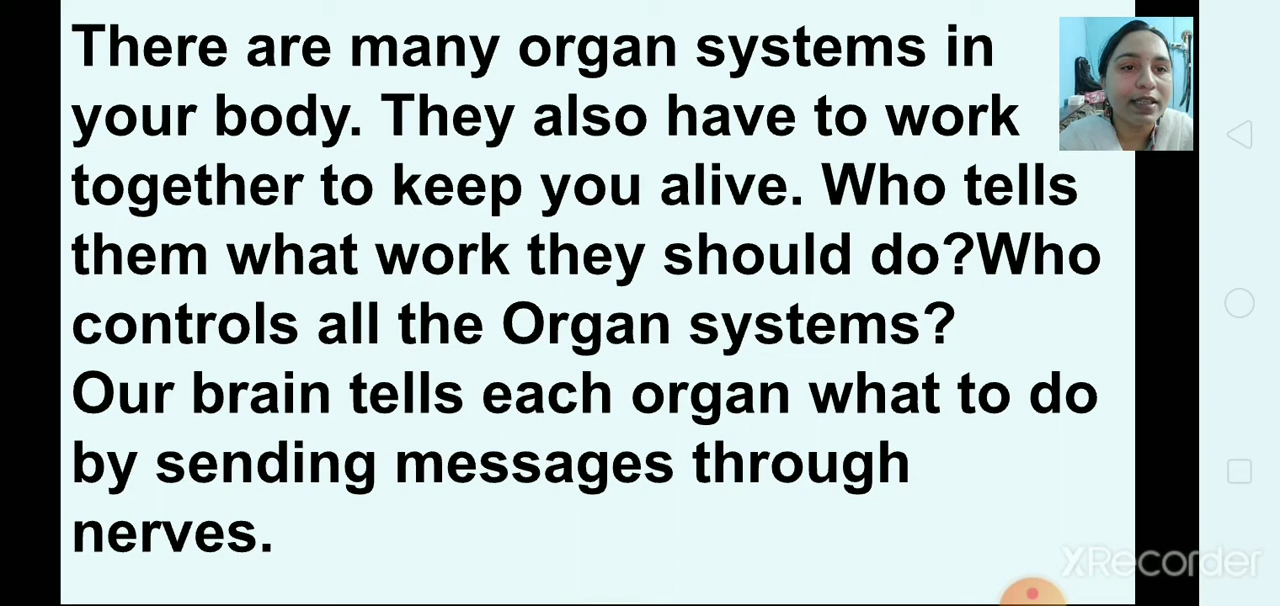 There are many organ systems in
your body. They also have to work
together to keep you alive. Who tells
them what work they should do?Who
controls all the Organ systems?
Our brain tells each organ what to do
by sending messages through
nerves.
XRecorder